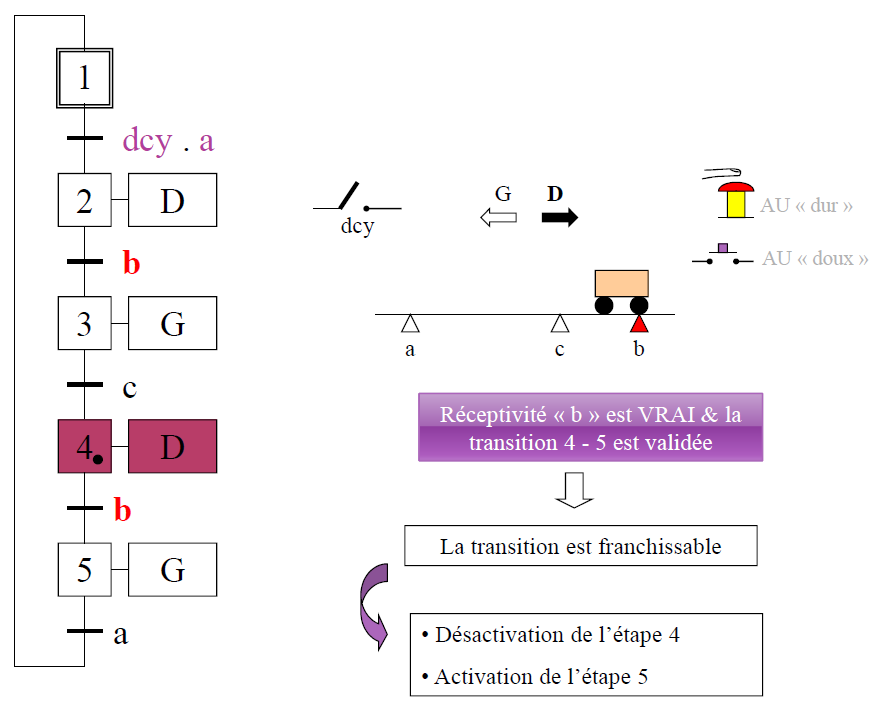 1
dcy . a
2 D
b
3 G
c
4 D
b
5 G
a
dcy
G D
AU « dur »
AU « doux »
a c b
Réceptivité « b » est VRAI & la
transition 4 - 5 est validée
La transition est franchissable
• Désactivation de l’étape 4
• Activation de l’étape 5